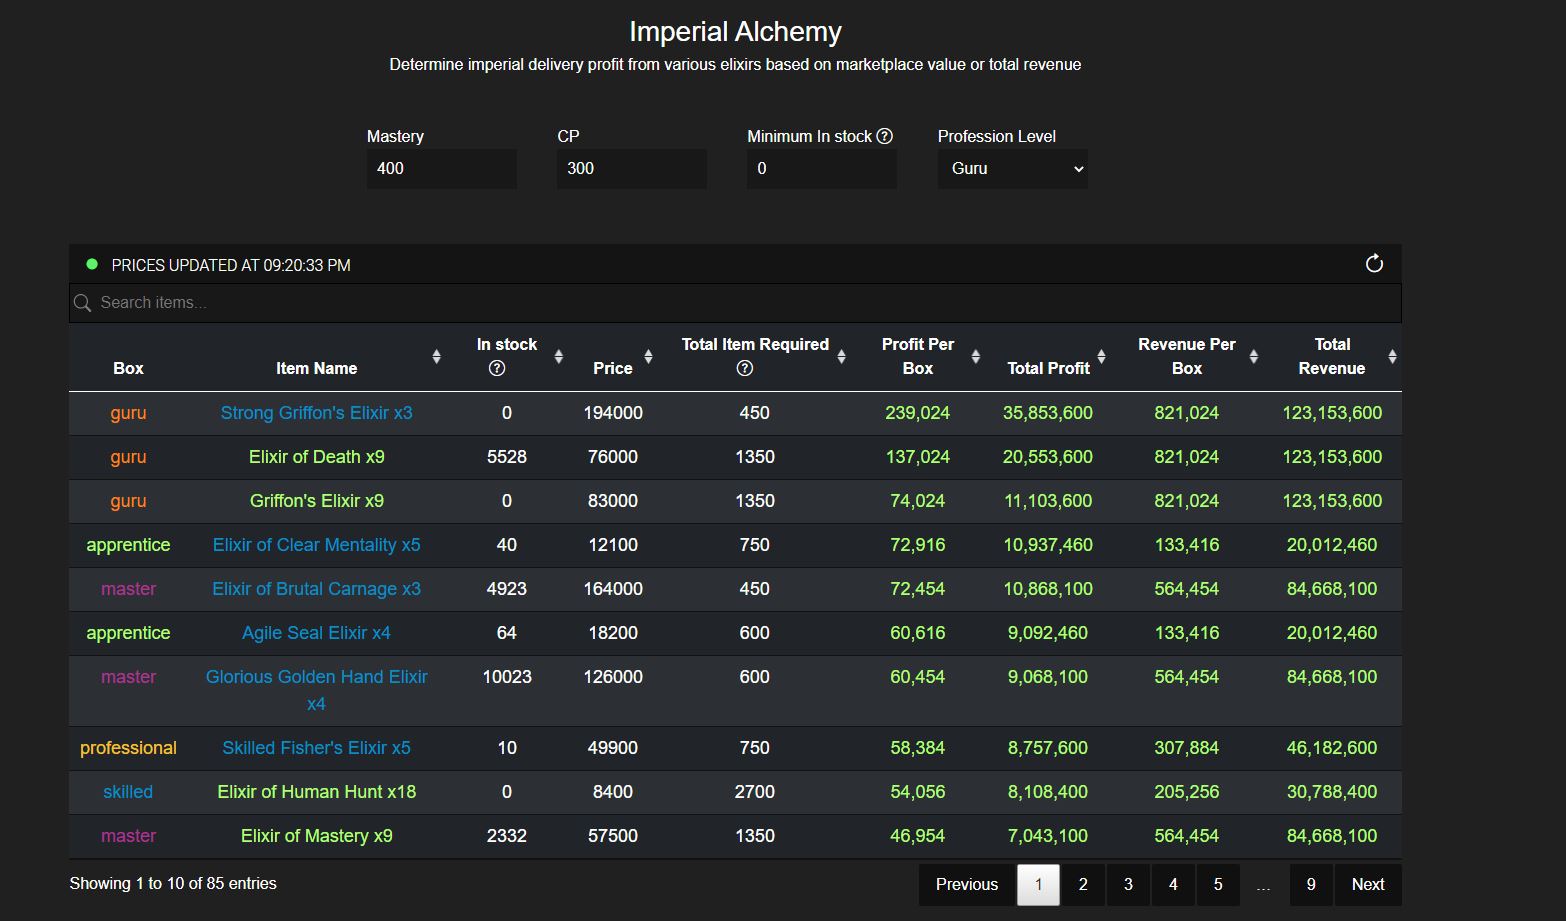 Imperial Alchemy
Determine imperial delivery profit from various elixirs based on marketplace value or total revenue
Mastery CP Minimum In stock ? Profession Level
400 300 0 Guru
PRICES UPDATED AT 09:20:33 PM
Search items...
In stock Total Item Required Profit Per Revenue Per Total
Box Item Name ? Price ? Box Total Profit Box Revenue
guru Strong Griffon's Elixir x3 0 194000 450 239,024 35,853,600 821,024 123,153,600
guru Elixir of Death x9 5528 76000 1350 137,024 20,553,600 821,024 123,153,600
guru Griffon's Elixir x9 0 83000 1350 74,024 11,103,600 821,024 123,153,600
apprentice Elixir of Clear Mentality x5 40 12100 750 72,916 10,937,460 133,416 20,012,460
master Elixir of Brutal Carnage x3 4923 164000 450 72,454 10,868,100 564,454 84,668,100
apprentice Agile Seal Elixir x4 64 18200 600 60,616 9,092,460 133,416 20,012,460
master Glorious Golden Hand Elixir 10023 126000 600 60,454 9,068,100 564,454 84,668,100
x4
professional Skilled Fisher's Elixir x5 10 49900 750 58,384 8,757,600 307,884 46,182,600
skilled Elixir of Human Hunt x18 0 8400 2700 54,056 8,108,400 205,256 30,788,400
master Elixir of Mastery x9 2332 57500 1350 46,954 7,043,100 564,454 84,668,100
Showing 1 to 10 of 85 entries Previous 1 2 3 4 5 ... 9 Next